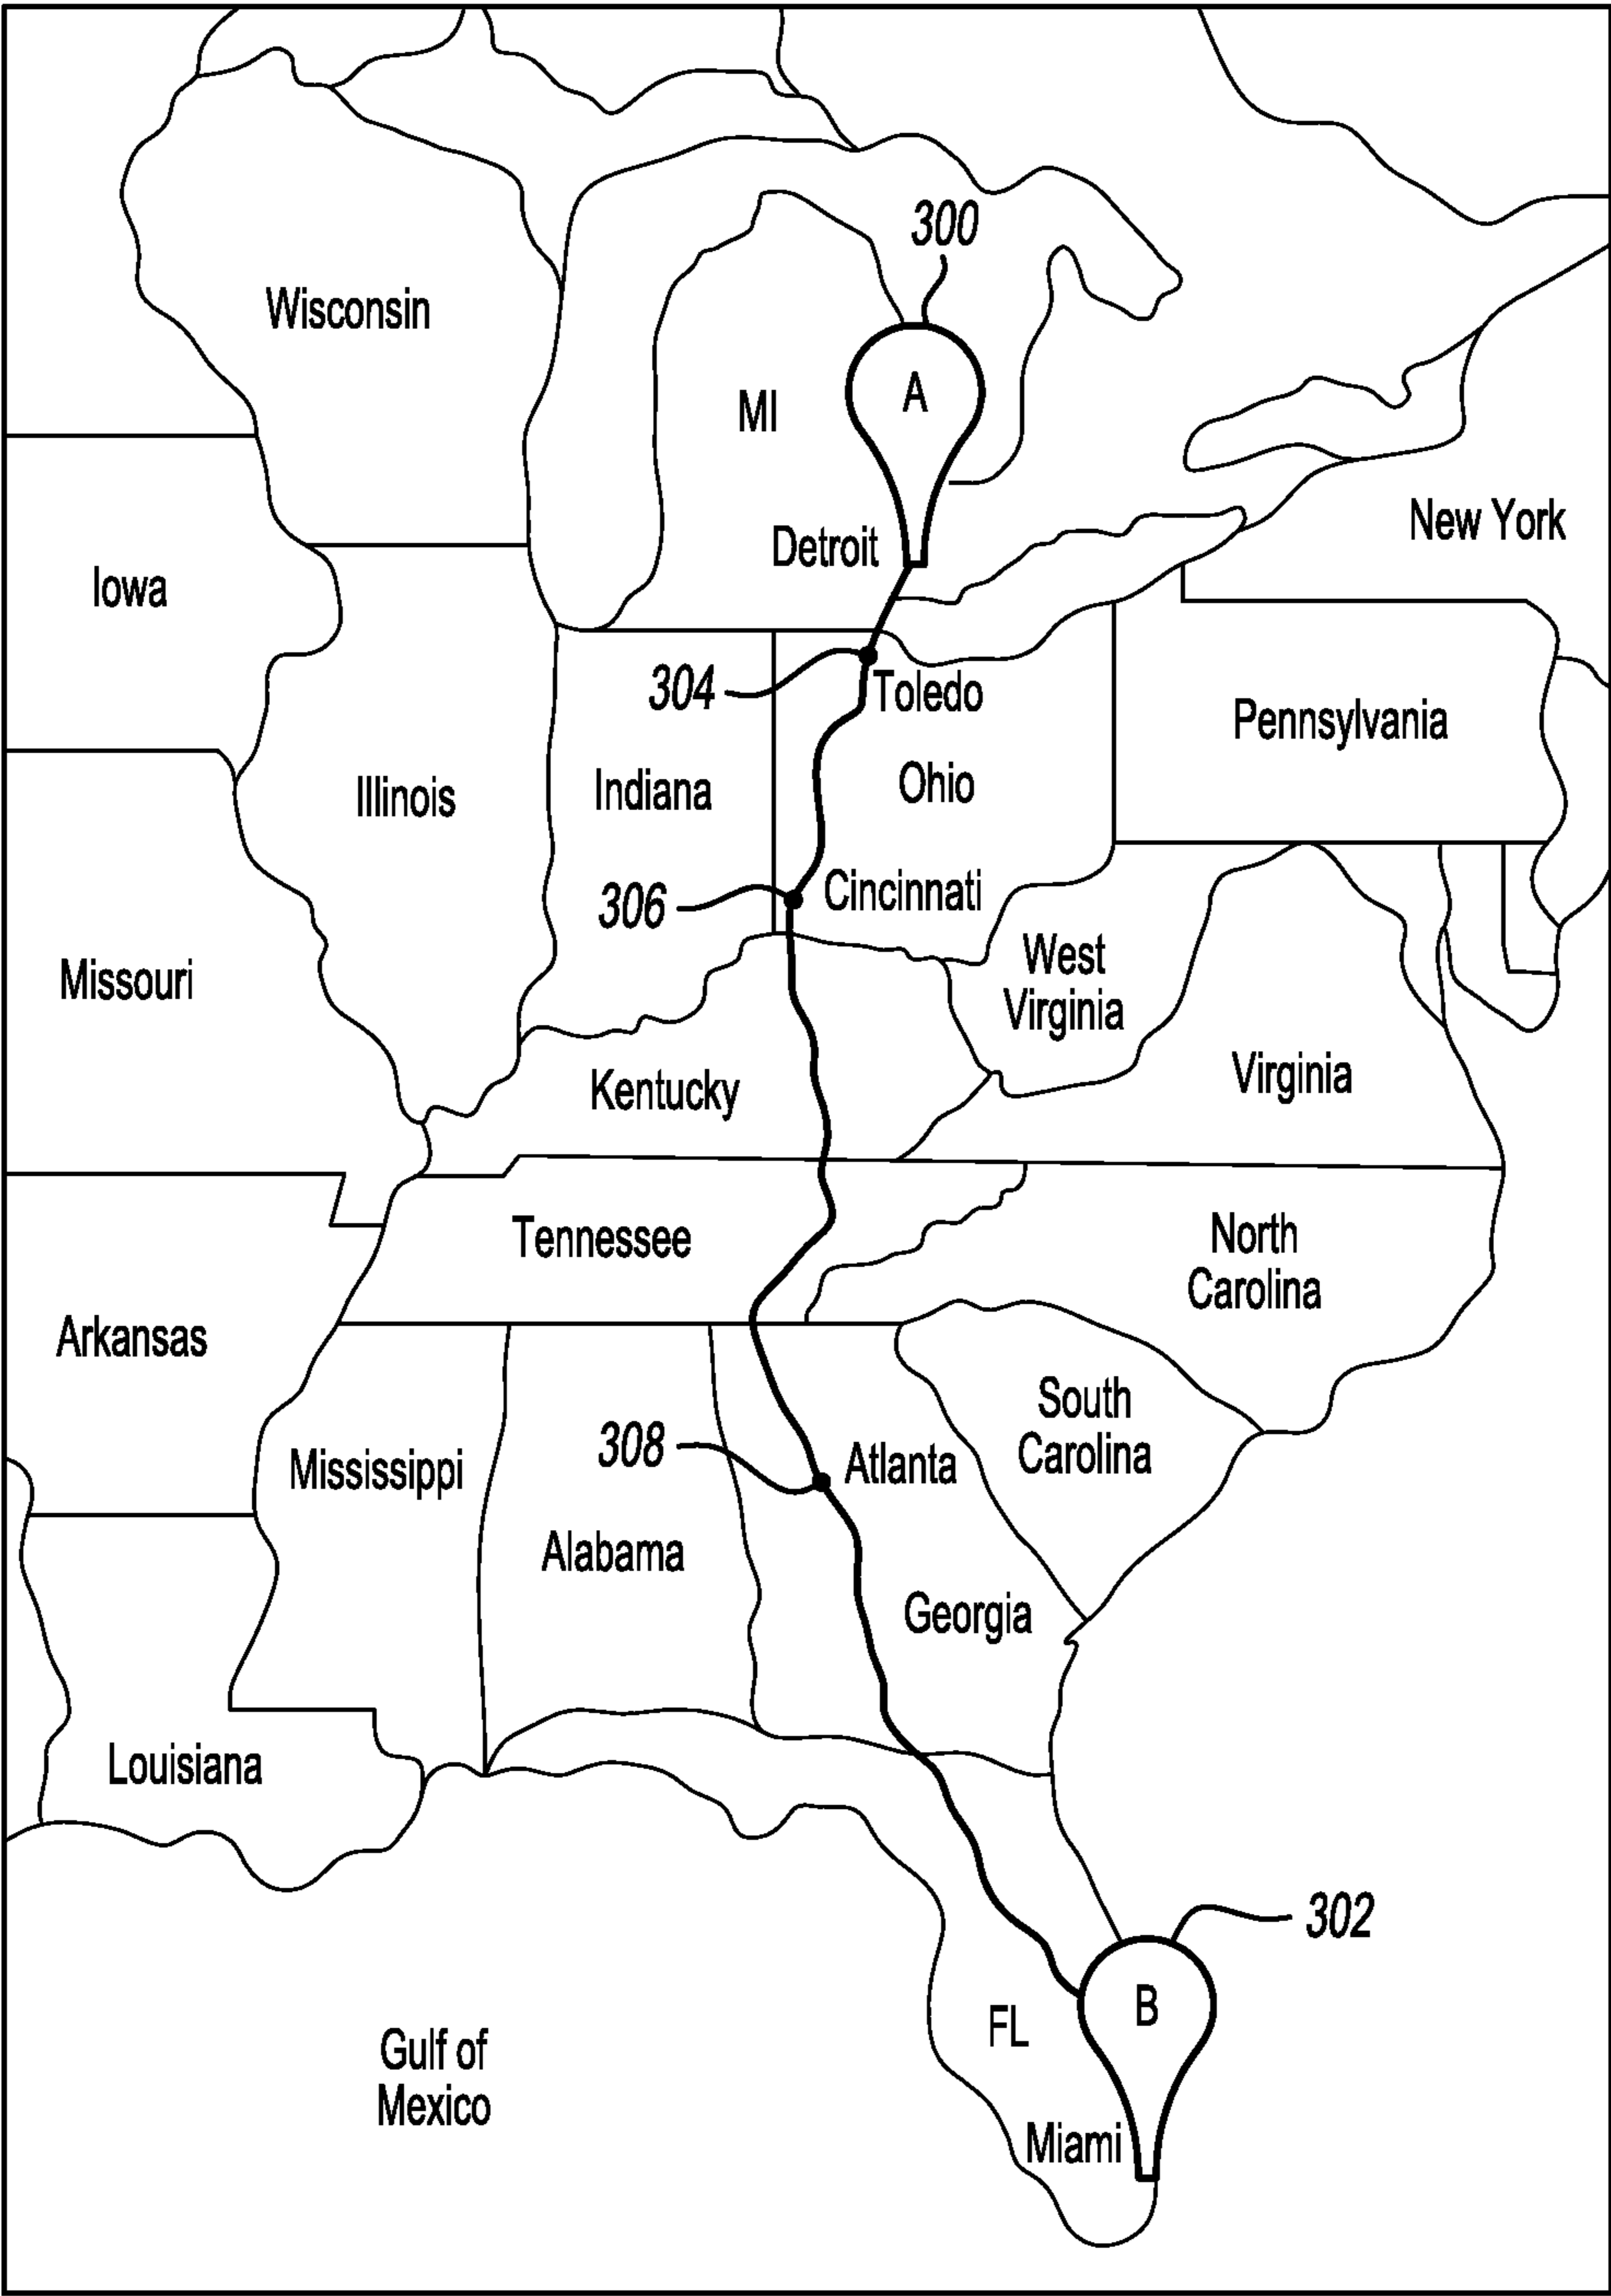 300
Wisconsin
A
MI
Detroit
New York
Iowa
304
Toledo
Pennsylvania
Illinois
Indiana
Ohio
306
Cincinnati
Missouri
West
Virginia
Kentucky
Virginia
Tennessee
North
Carolina
Arkansas
South
Carolina
308
Atlanta
Mississippi
Alabama
Georgia
Louisiana
302
B
FL
Gulf of
Mexico
Miami